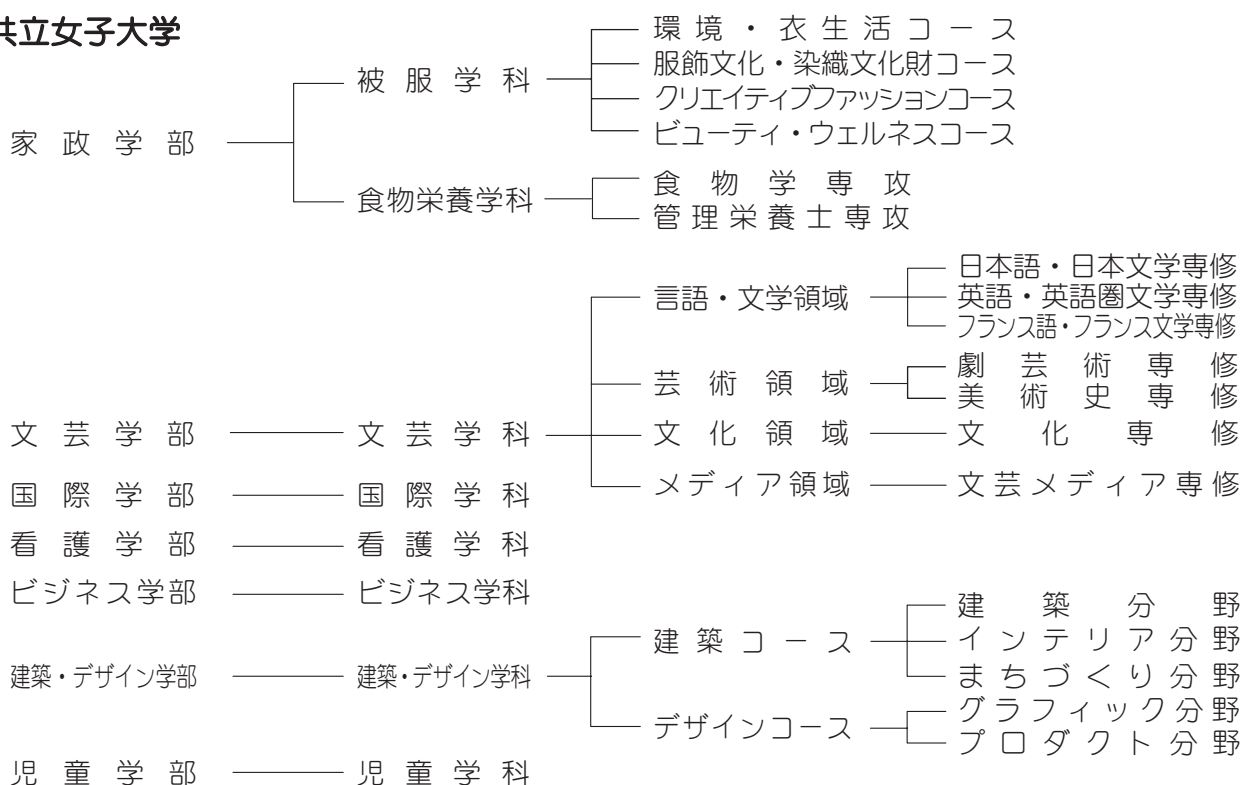 共立女子大学
家政学部
被服学科
環境・衣生活コース
服飾文化・染織文化財コース
クリエイティブファッションコース
ビューティ・ウェルネスコース
食物栄養学科
食物学専攻
管理栄養士専攻
文芸学部
文芸学科
言語・文学領域
日本語・日本文学専修
英語・英語圏文学専修
フランス語・フランス文学専修
芸術領域
劇芸術専修
美術史専修
文化領域
文化専修
メディア領域
文芸メディア専修
国際学部
国際学科
看護学部
看護学科
ビジネス学部
ビジネス学科
建築・デザイン学部
建築・デザイン学科
建築コース
建築分野
インテリア分野
まちづくり分野
デザインコース
グラフィック分野
プロダクト分野
児童学部
児童学科